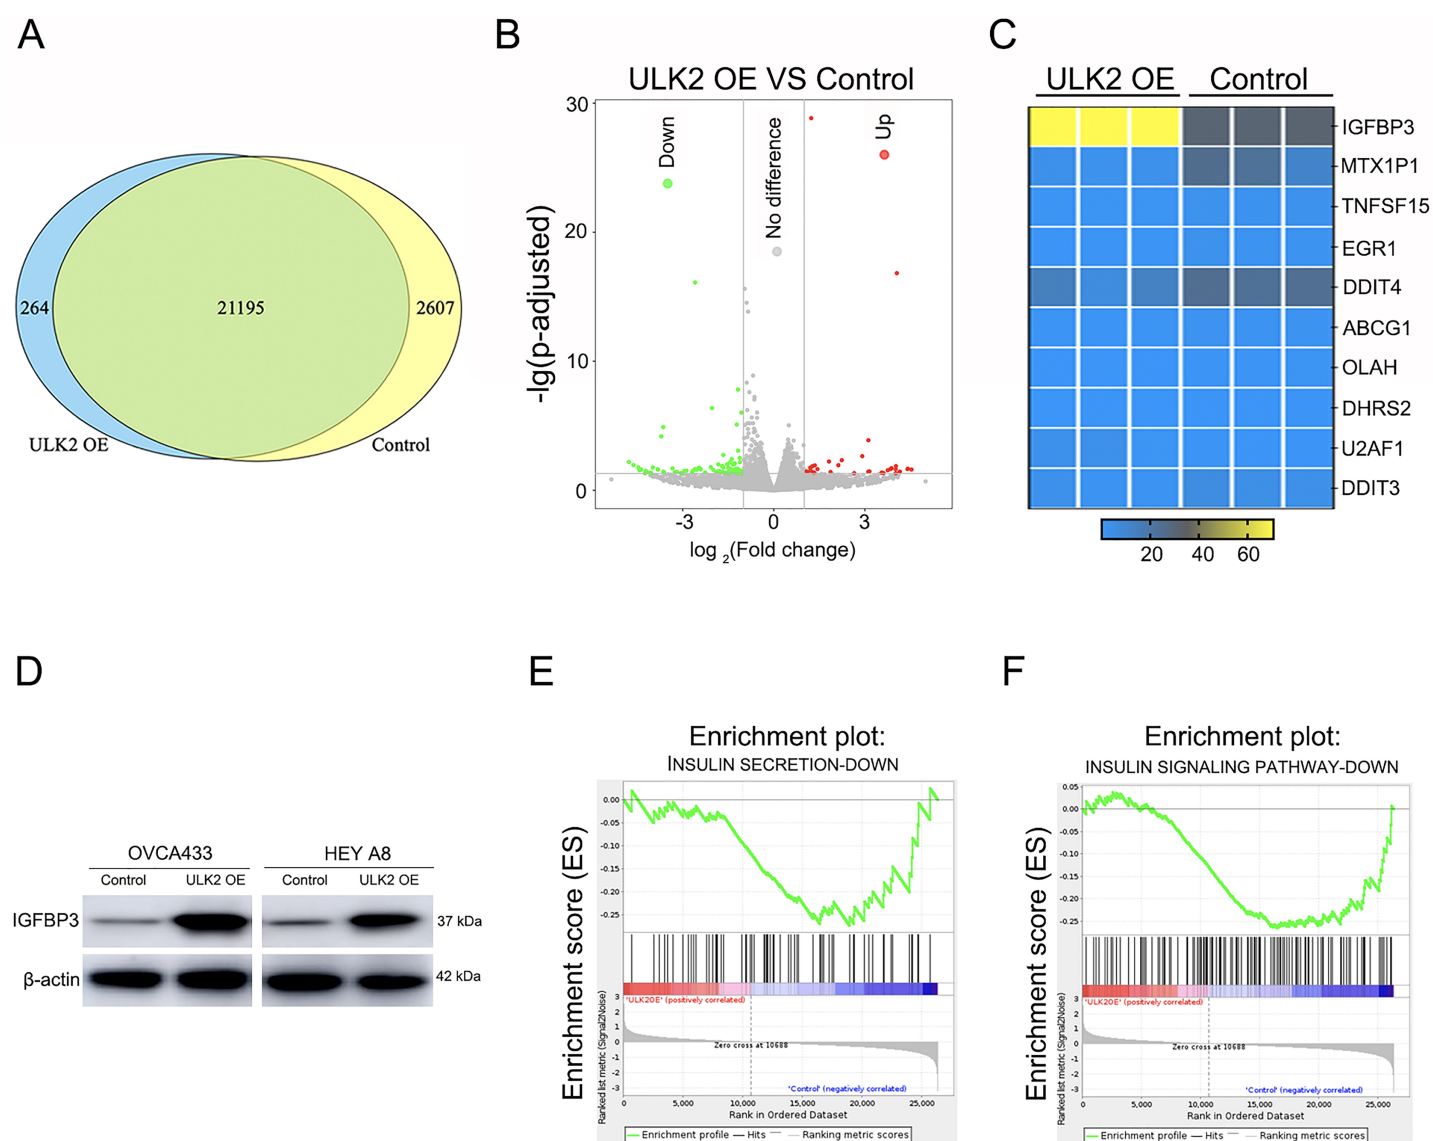 A
264
21195
2607
ULK2 OE
Control
B
ULK2 OE VS Control
30
20
10
0
-lg(p-adjusted)
Down
No difference
Up
-3
0
3
log 2(Fold change)
C
ULK2 OE
Control
IGFBP3
MTX1P1
TNFSF15
EGR1
DDIT4
ABCG1
OLAH
DHRS2
U2AF1
DDIT3
20
40
60
D
OVCA433
HEY A8
Control
ULK2 OE
Control
ULK2 OE
IGFBP3
37 kDa
β-actin
42 kDa
E
Enrichment plot:
INSULIN SECRETION-DOWN
Enrichment score (ES)
0.00
-0.05
-0.10
-0.15
-0.20
-0.25
Ranked list metric (Signal2Noise)
3
2
1
0
-1
-2
-3
'ULK2OE' (positively correlated)
Zero cross at 10688
'Control' (negatively correlated)
0
5,000
10,000
15,000
20,000
25,000
Rank in Ordered Dataset
Enrichment profile
Hits
Ranking metric scores
F
Enrichment plot:
INSULIN SIGNALING PATHWAY-DOWN
Enrichment score (ES)
0.05
0.00
-0.05
-0.10
-0.15
-0.20
-0.25
Ranked list metric (Signal2Noise)
3
2
1
0
-1
-2
-3
'ULK2OE' (positively correlated)
Zero cross at 10688
'Control' (negatively correlated)
0
5,000
10,000
15,000
20,000
25,000
Rank in Ordered Dataset
Enrichment profile
Hits
Ranking metric scores